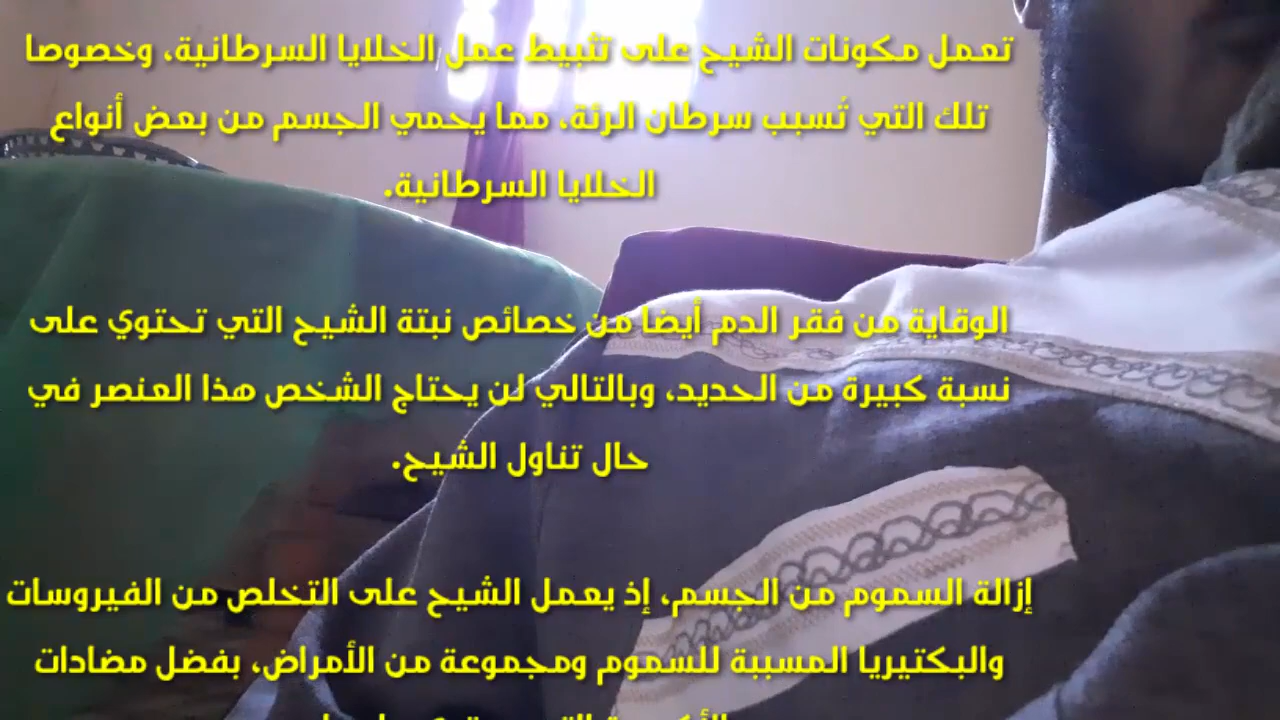 تعمل مكونات الشيح على تثبيط عمل الخلايا السرطانية، وخصوصا
تلك التي تُسبب سرطان الرئة، مما يحمي الجسم من بعض أنواع
الخلايا السرطانية.
الوقاية من فقر الدم أيضا من خصائص نبتة الشيح التي تحتوي على
نسبة كبيرة من الحديد، وبالتالي لن يحتاج الشخص هذا العنصر في
حال تناول الشيح.
إزالة السموم من الجسم، إذ يعمل الشيح على التخلص من الفيروسات
والبكتيريا المسببة للسموم ومجموعة من الأمراض، بفضل مضادات